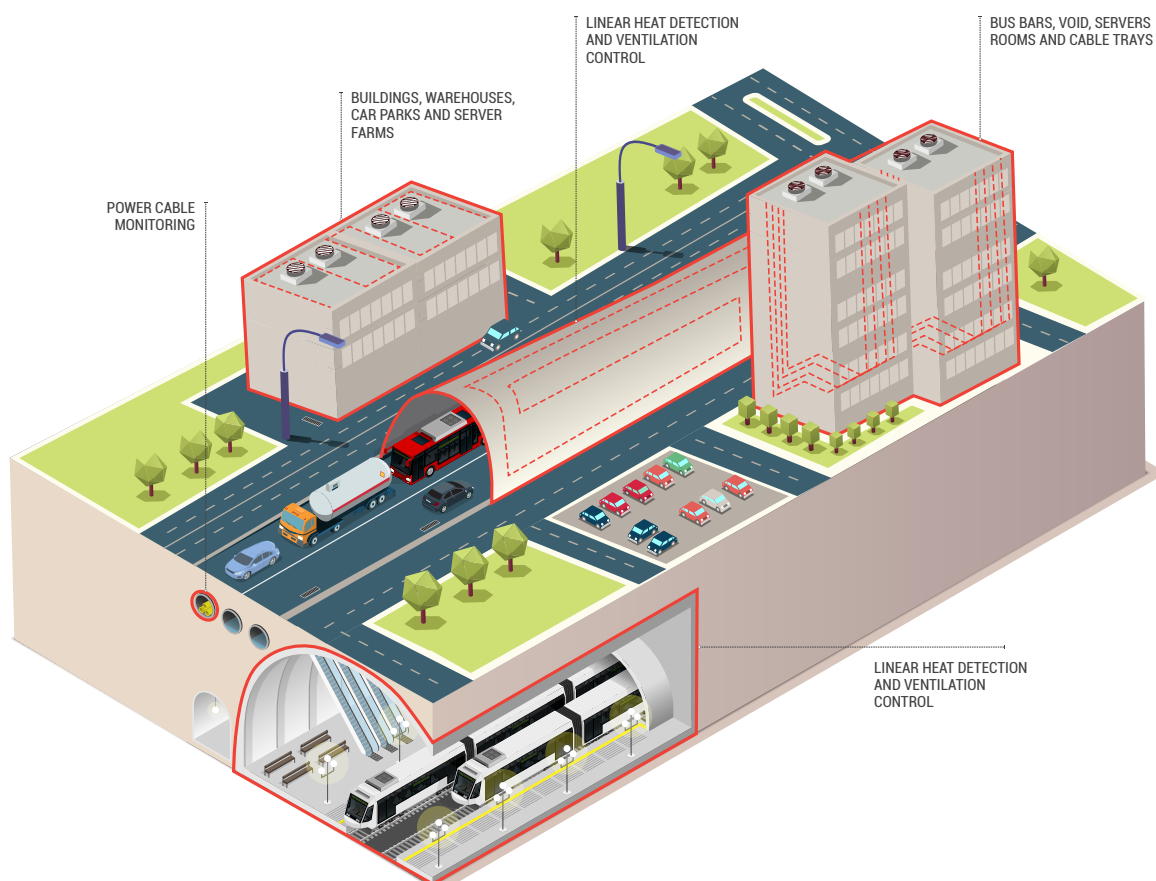 LINEAR HEAT DETECTION
AND VENTILATION
CONTROL
BUS BARS, VOID, SERVERS
ROOMS AND CABLE TRAYS
BUILDINGS, WAREHOUSES,
CAR PARKS AND SERVER
FARMS
POWER CABLE
MONITORING
LINEAR HEAT DETECTION
AND VENTILATION
CONTROL